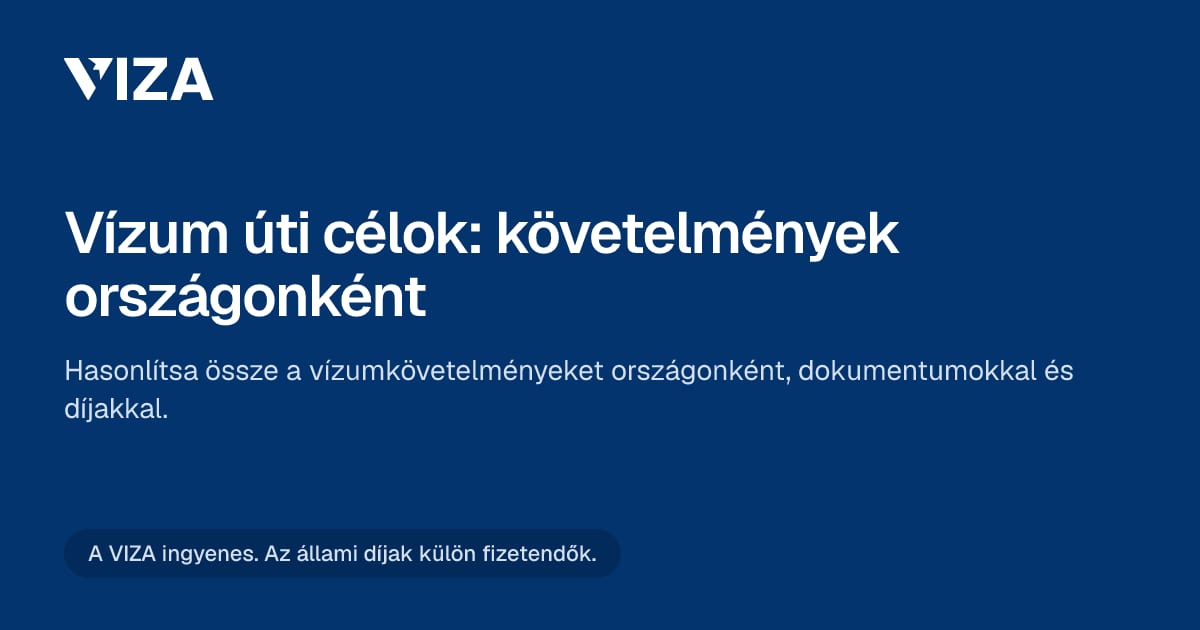 VIZA
Vízum úti célok: követelmények
országonként
Hasonlítsa össze a vízumkövetelményeket országonként, dokumentumokkal és
díjakkal.
A VIZA ingyenes. Az állami díjak külön fizetendők.